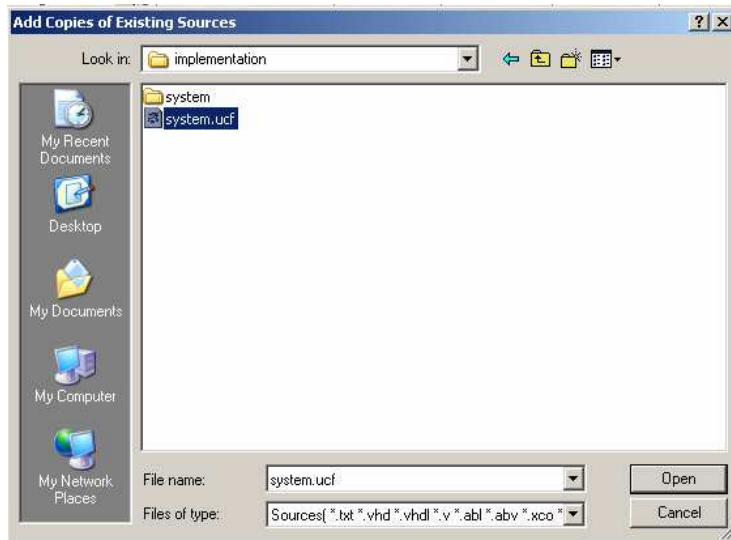 Add Copies of Existing Sources
Look in: implementation
system
system.ucf
My Recent
Documents
Desktop
My Documents
My Computer
My Network
Places
File name: system.ucf Open
Files of type: Sources( *.txt *.vhd *.vhdl *.v *.abl *.abv *.xco * Cancel